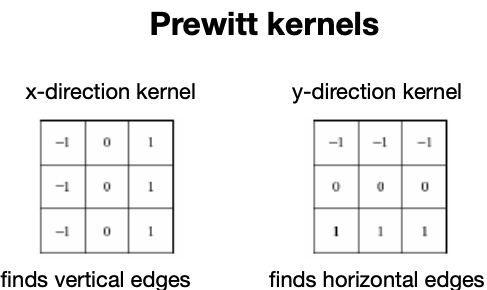 Prewitt kernels
x-direction kernel
-1 0 1
-1 0 1
-1 0 1
finds vertical edges
y-direction kernel
-1 -1 -1
0 0 0
1 1 1
finds horizontal edges